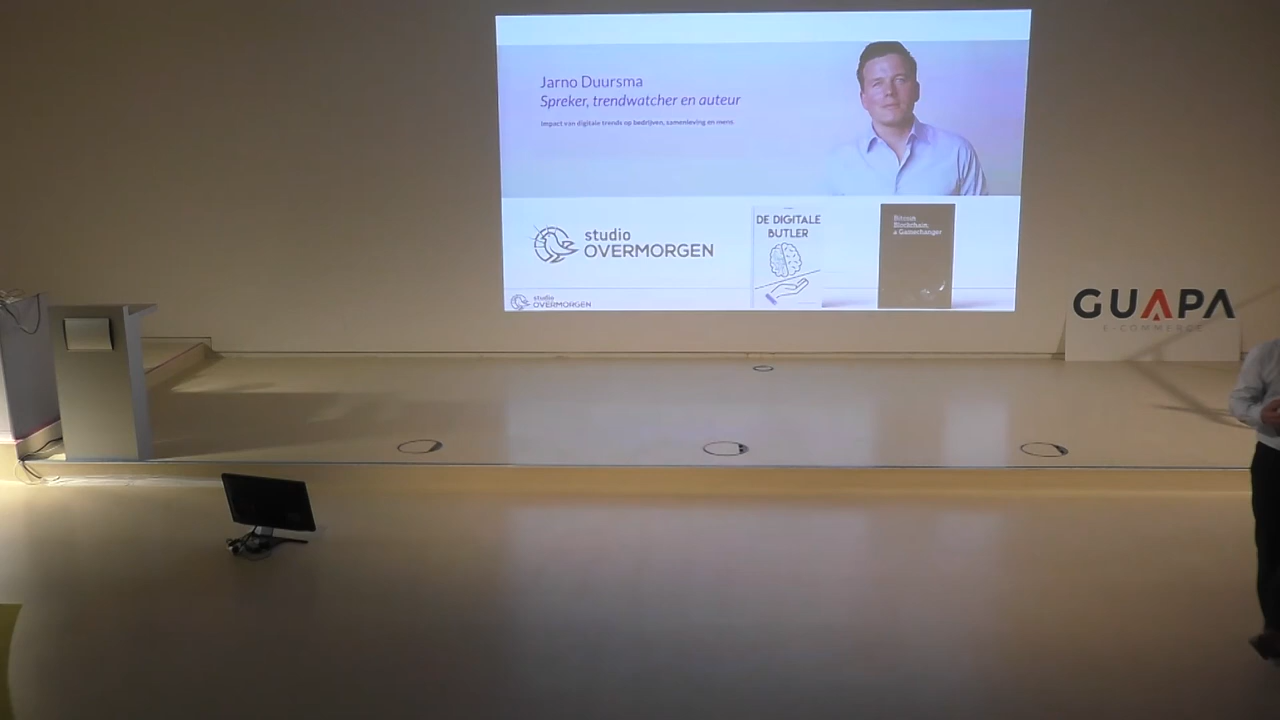 Jarno Duursma
Spreker, trendwatcher en auteur
Impact van digitale trends op bedrijven, samenleving en mens.
studio
OVERMORGEN
DE DIGITALE
BUTLER
Bitcoin
Blockchain,
a Gamechanger
studio
OVERMORGEN
GUAPA
E-COMMERCE